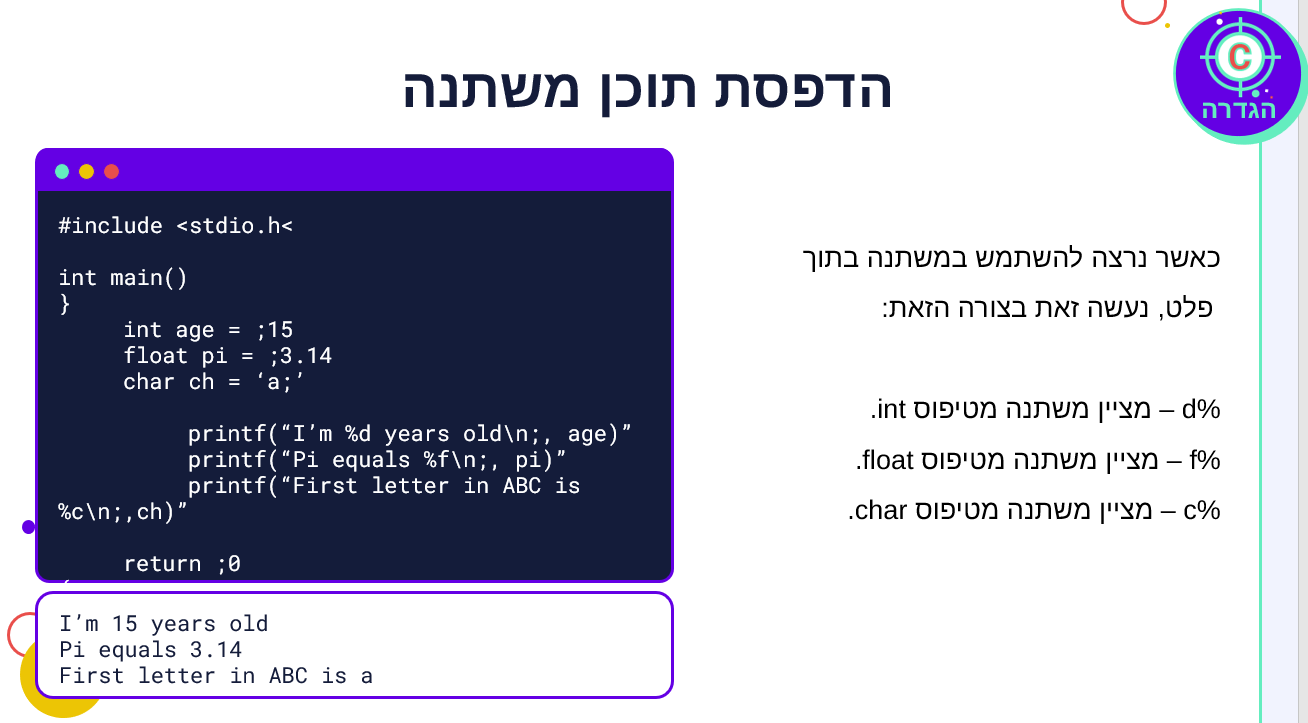 C
הגדרה
הדפסת תוכן משתנה
כאשר נרצה להשתמש במשתנה בתוך
פלט, נעשה זאת בצורה הזאת:
%d – מציין משתנה מטיפוס int.
%f – מציין משתנה מטיפוס float.
%c – מציין משתנה מטיפוס char.
#include <stdio.h<
int main()
}
int age = ;15
float pi = ;3.14
char ch = ‘a;’
printf(“I’m %d years old\n;, age)”
printf(“Pi equals %f\n;, pi)”
printf(“First letter in ABC is
%c\n;,ch)”
return ;0
I’m 15 years old
Pi equals 3.14
First letter in ABC is a